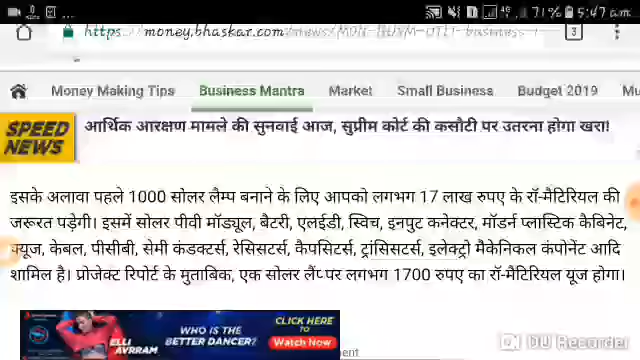 71% 5:47 am
https money.bhaskar.com 3
Money Making Tips Business Mantra Market Small Business Budget 2019
SPEED NEWS
आर्थिक आरक्षण मामले की सुनवाई आज, सुप्रीम कोर्ट की कसौटी पर उतरना होगा खरा!
इसके अलावा पहले 1000 सोलर लैम्प बनाने के लिए आपको लगभग 17 लाख रुपए के रॉ-मैटिरियल की
जरूरत पड़ेगी। इसमें सोलर पीवी मॉड्यूल, बैटरी, एलईडी, स्विच, इनपुट कनेक्टर, मॉडर्न प्लास्टिक कैबिनेट,
क्यूज, केबल, पीसीबी, सेमी कंडक्टर्स, रेसिसटर्स, कैपसिटर्स, ट्रांसिसटर्स, इलेक्ट्रो मैकेनिकल कंपोनेंट आदि
शामिल है। प्रोजेक्ट रिपोर्ट के मुताबिक, एक सोलर लैंप पर लगभग 1700 रुपए का रॉ-मैटिरियल यूज होगा।
ELLI AVRRAM
WHO IS THE BETTER DANCER?
CLICK HERE TO
Watch Now
DU Recorder